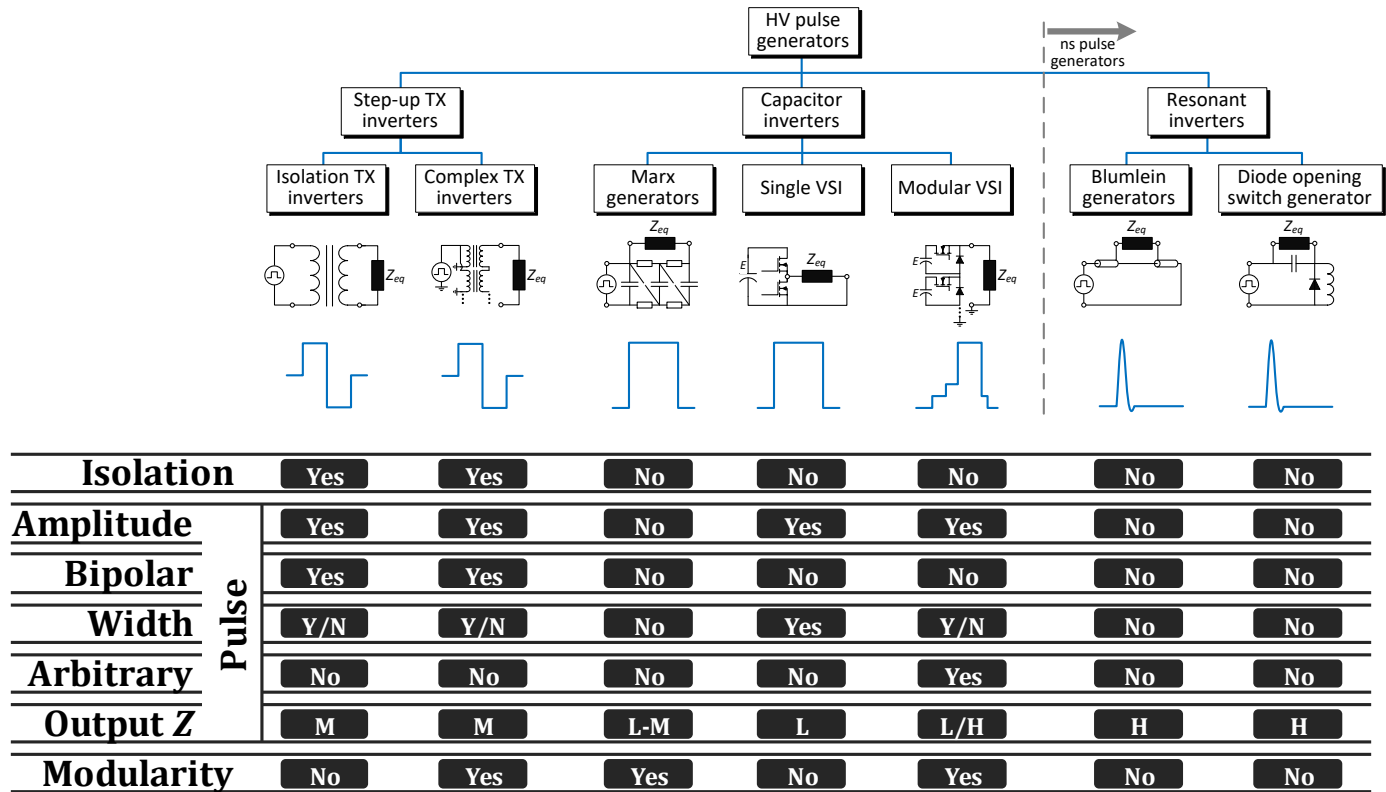 HV pulse
generators
ns pulse
generators
Step-up TX
inverters
Capacitor
inverters
Resonant
inverters
Isolation TX
inverters
Complex TX
inverters
Marx
generators
Single VSI
Modular VSI
Blumlein
generators
Diode opening
switch generator
Zeq
Zeq
Zeq
E
Zeq
E
E
Zeq
Zeq
Zeq
Isolation Yes Yes No No No No No
Pulse
Amplitude Yes Yes No Yes Yes No No
Bipolar Yes Yes No No No No No
Width Y/N Y/N No Yes Y/N No No
Arbitrary No No No No Yes No No
Output Z M M L-M L L/H H H
Modularity No Yes Yes No Yes No No